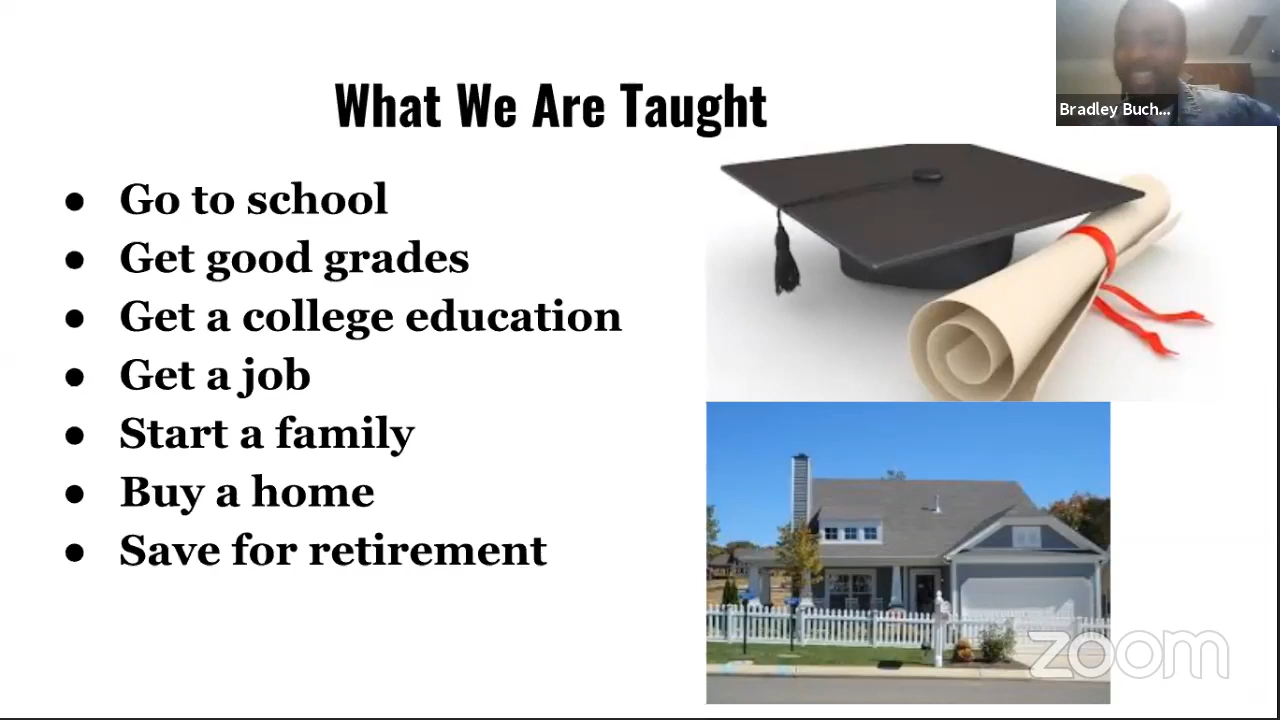 Bradley Buch...
What We Are Taught
● Go to school
● Get good grades
● Get a college education
● Get a job
● Start a family
● Buy a home
● Save for retirement
zoom